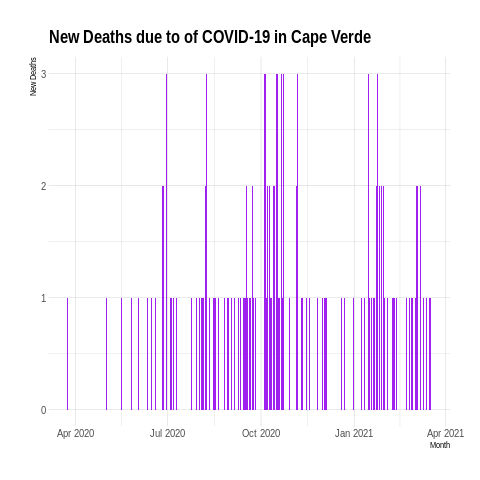 New Deaths due to of COVID-19 in Cape Verde
New Deaths
3
2
1
0
Apr 2020 Jul 2020 Oct 2020 Jan 2021 Apr 2021
Month